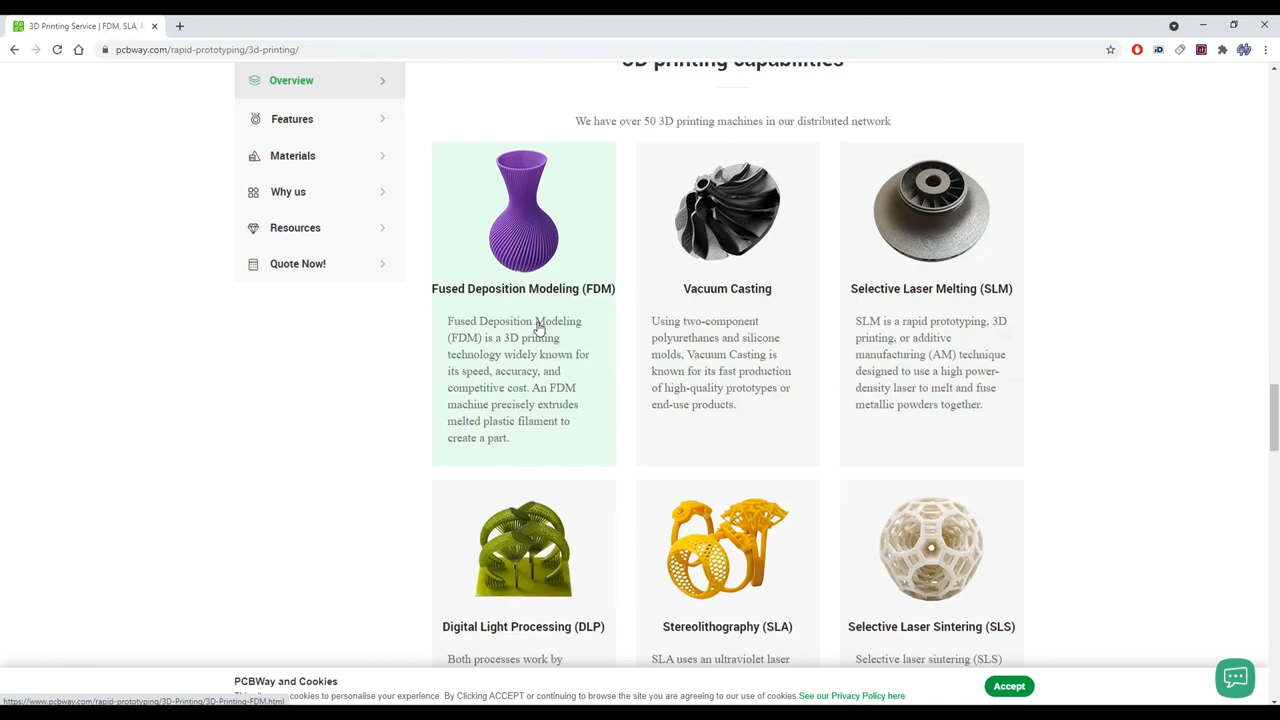 3D Printing Service | FDM, SLA,
pcbway.com/rapid-prototyping/3d-printing/
3D printing capabilities
Overview
Features
Materials
Why us
Resources
Quote Now!
We have over 50 3D printing machines in our distributed network
Fused Deposition Modeling (FDM)
Fused Deposition Modeling
(FDM) is a 3D printing
technology widely known for
its speed, accuracy, and
competitive cost. An FDM
machine precisely extrudes
melted plastic filament to
create a part.
Vacuum Casting
Using two-component
polyurethanes and silicone
molds, Vacuum Casting is
known for its fast production
of high-quality prototypes or
end-use products.
Selective Laser Melting (SLM)
SLM is a rapid prototyping, 3D
printing, or additive
manufacturing (AM) technique
designed to use a high power-
density laser to melt and fuse
metallic powders together.
Digital Light Processing (DLP)
Both processes work by
Stereolithography (SLA)
SLA uses an ultraviolet laser
Selective Laser Sintering (SLS)
Selective laser sintering (SLS)
PCBWay and Cookies
cookies to personalise your experience. By Clicking ACCEPT or continuing to browse the site you are agreeing to our use of cookies.See our Privacy Policy here.
Accept
https://www.pcbway.com/rapid-prototyping/3D-Printing/3D-Printing-FDM.html